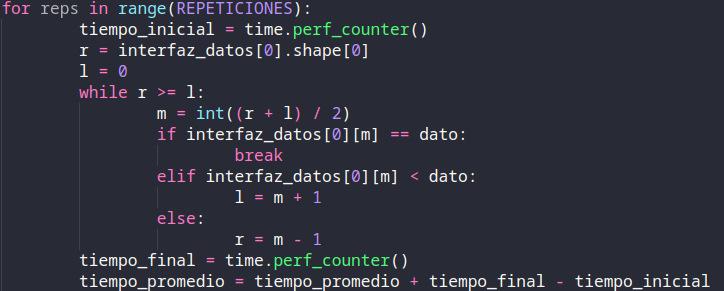 for reps in range(REPETICIONES):
        tiempo_inicial = time.perf_counter()
        r = interfaz_datos[0].shape[0]
        l = 0
        while r >= l:
                m = int((r + l) / 2)
                if interfaz_datos[0][m] == dato:
                        break
                elif interfaz_datos[0][m] < dato:
                        l = m + 1
                else:
                        r = m - 1
        tiempo_final = time.perf_counter()
        tiempo_promedio = tiempo_promedio + tiempo_final - tiempo_inicial